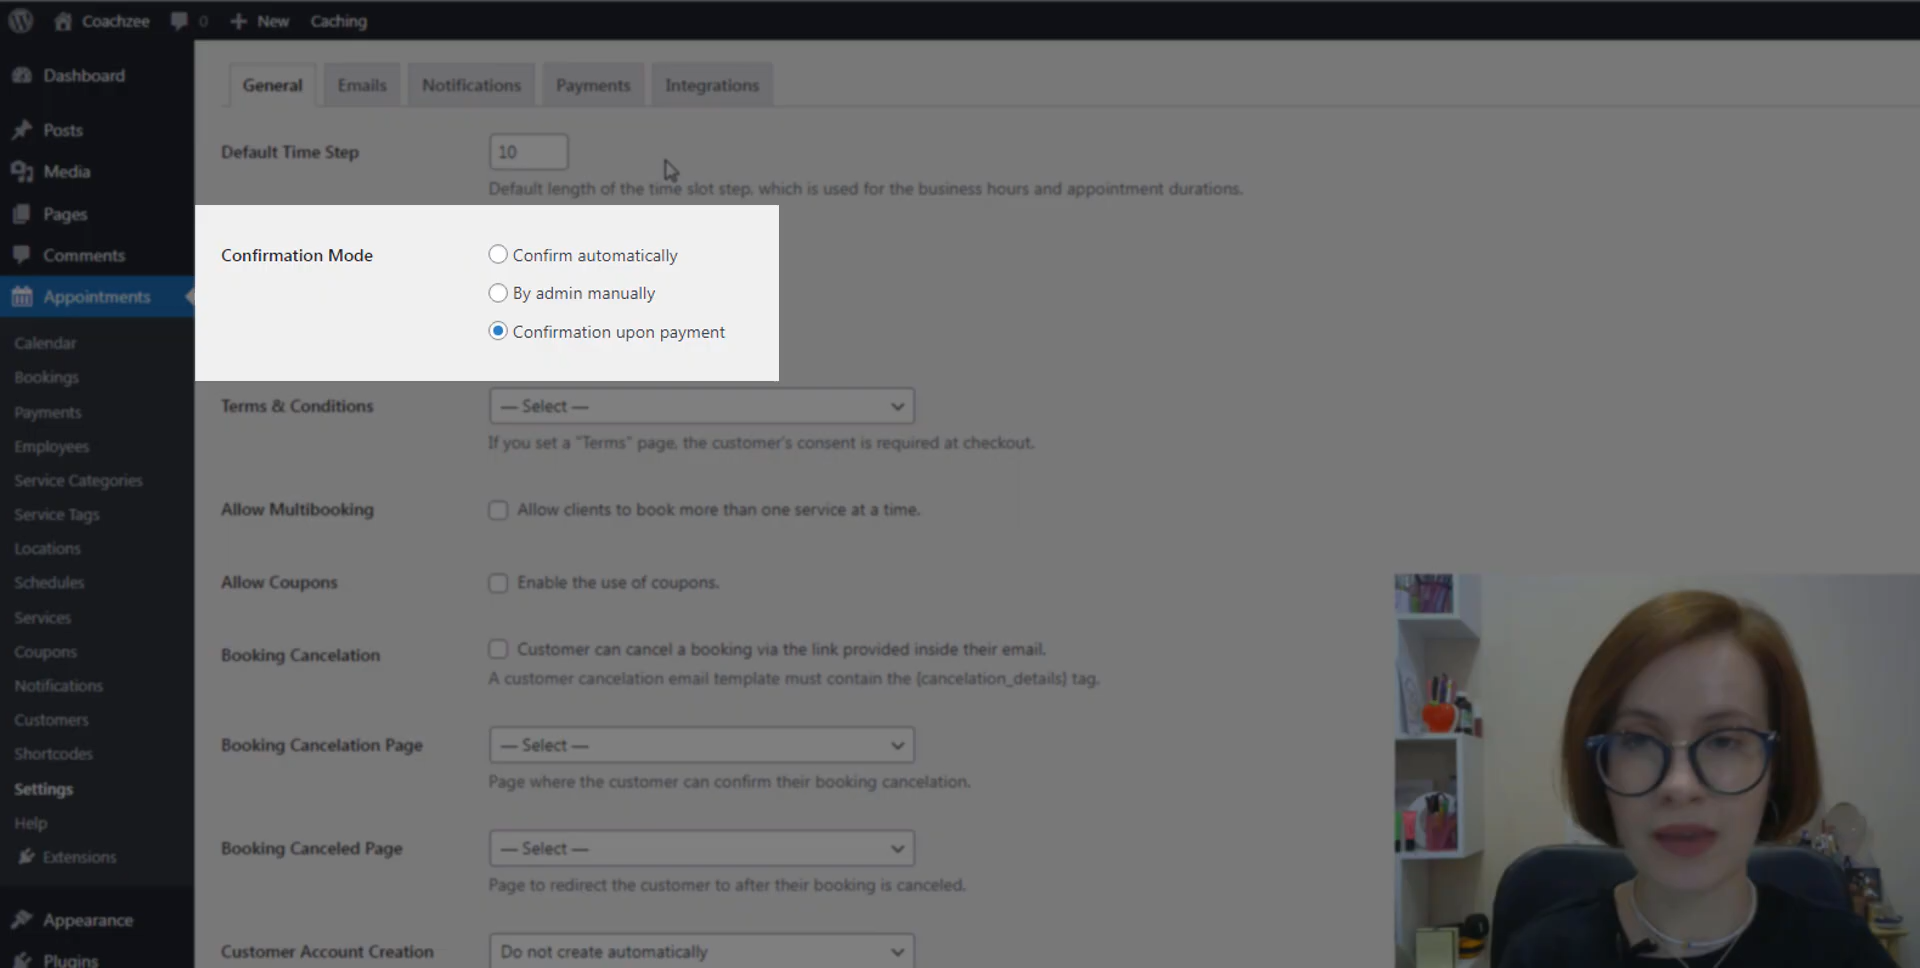 Coachzee 0 New Caching
Dashboard
Posts
Media
Pages
Comments
Appointments
Calendar
Bookings
Payments
Employees
Service Categories
Service Tags
Locations
Schedules
Services
Coupons
Notifications
Customers
Shortcodes
Settings
Help
Extensions
Appearance
Plugins
General Emails Notifications Payments Integrations
Default Time Step 10
Default length of the time slot step, which is used for the business hours and appointment durations.
Confirmation Mode Confirm automatically
By admin manually
Confirmation upon payment
Terms & Conditions — Select —
If you set a "Terms" page, the customer's consent is required at checkout.
Allow Multibooking Allow clients to book more than one service at a time.
Allow Coupons Enable the use of coupons.
Booking Cancelation Customer can cancel a booking via the link provided inside their email.
A customer cancelation email template must contain the {cancelation_details} tag.
Booking Cancelation Page — Select —
Page where the customer can confirm their booking cancelation.
Booking Canceled Page — Select —
Page to redirect the customer to after their booking is canceled.
Customer Account Creation Do not create automatically